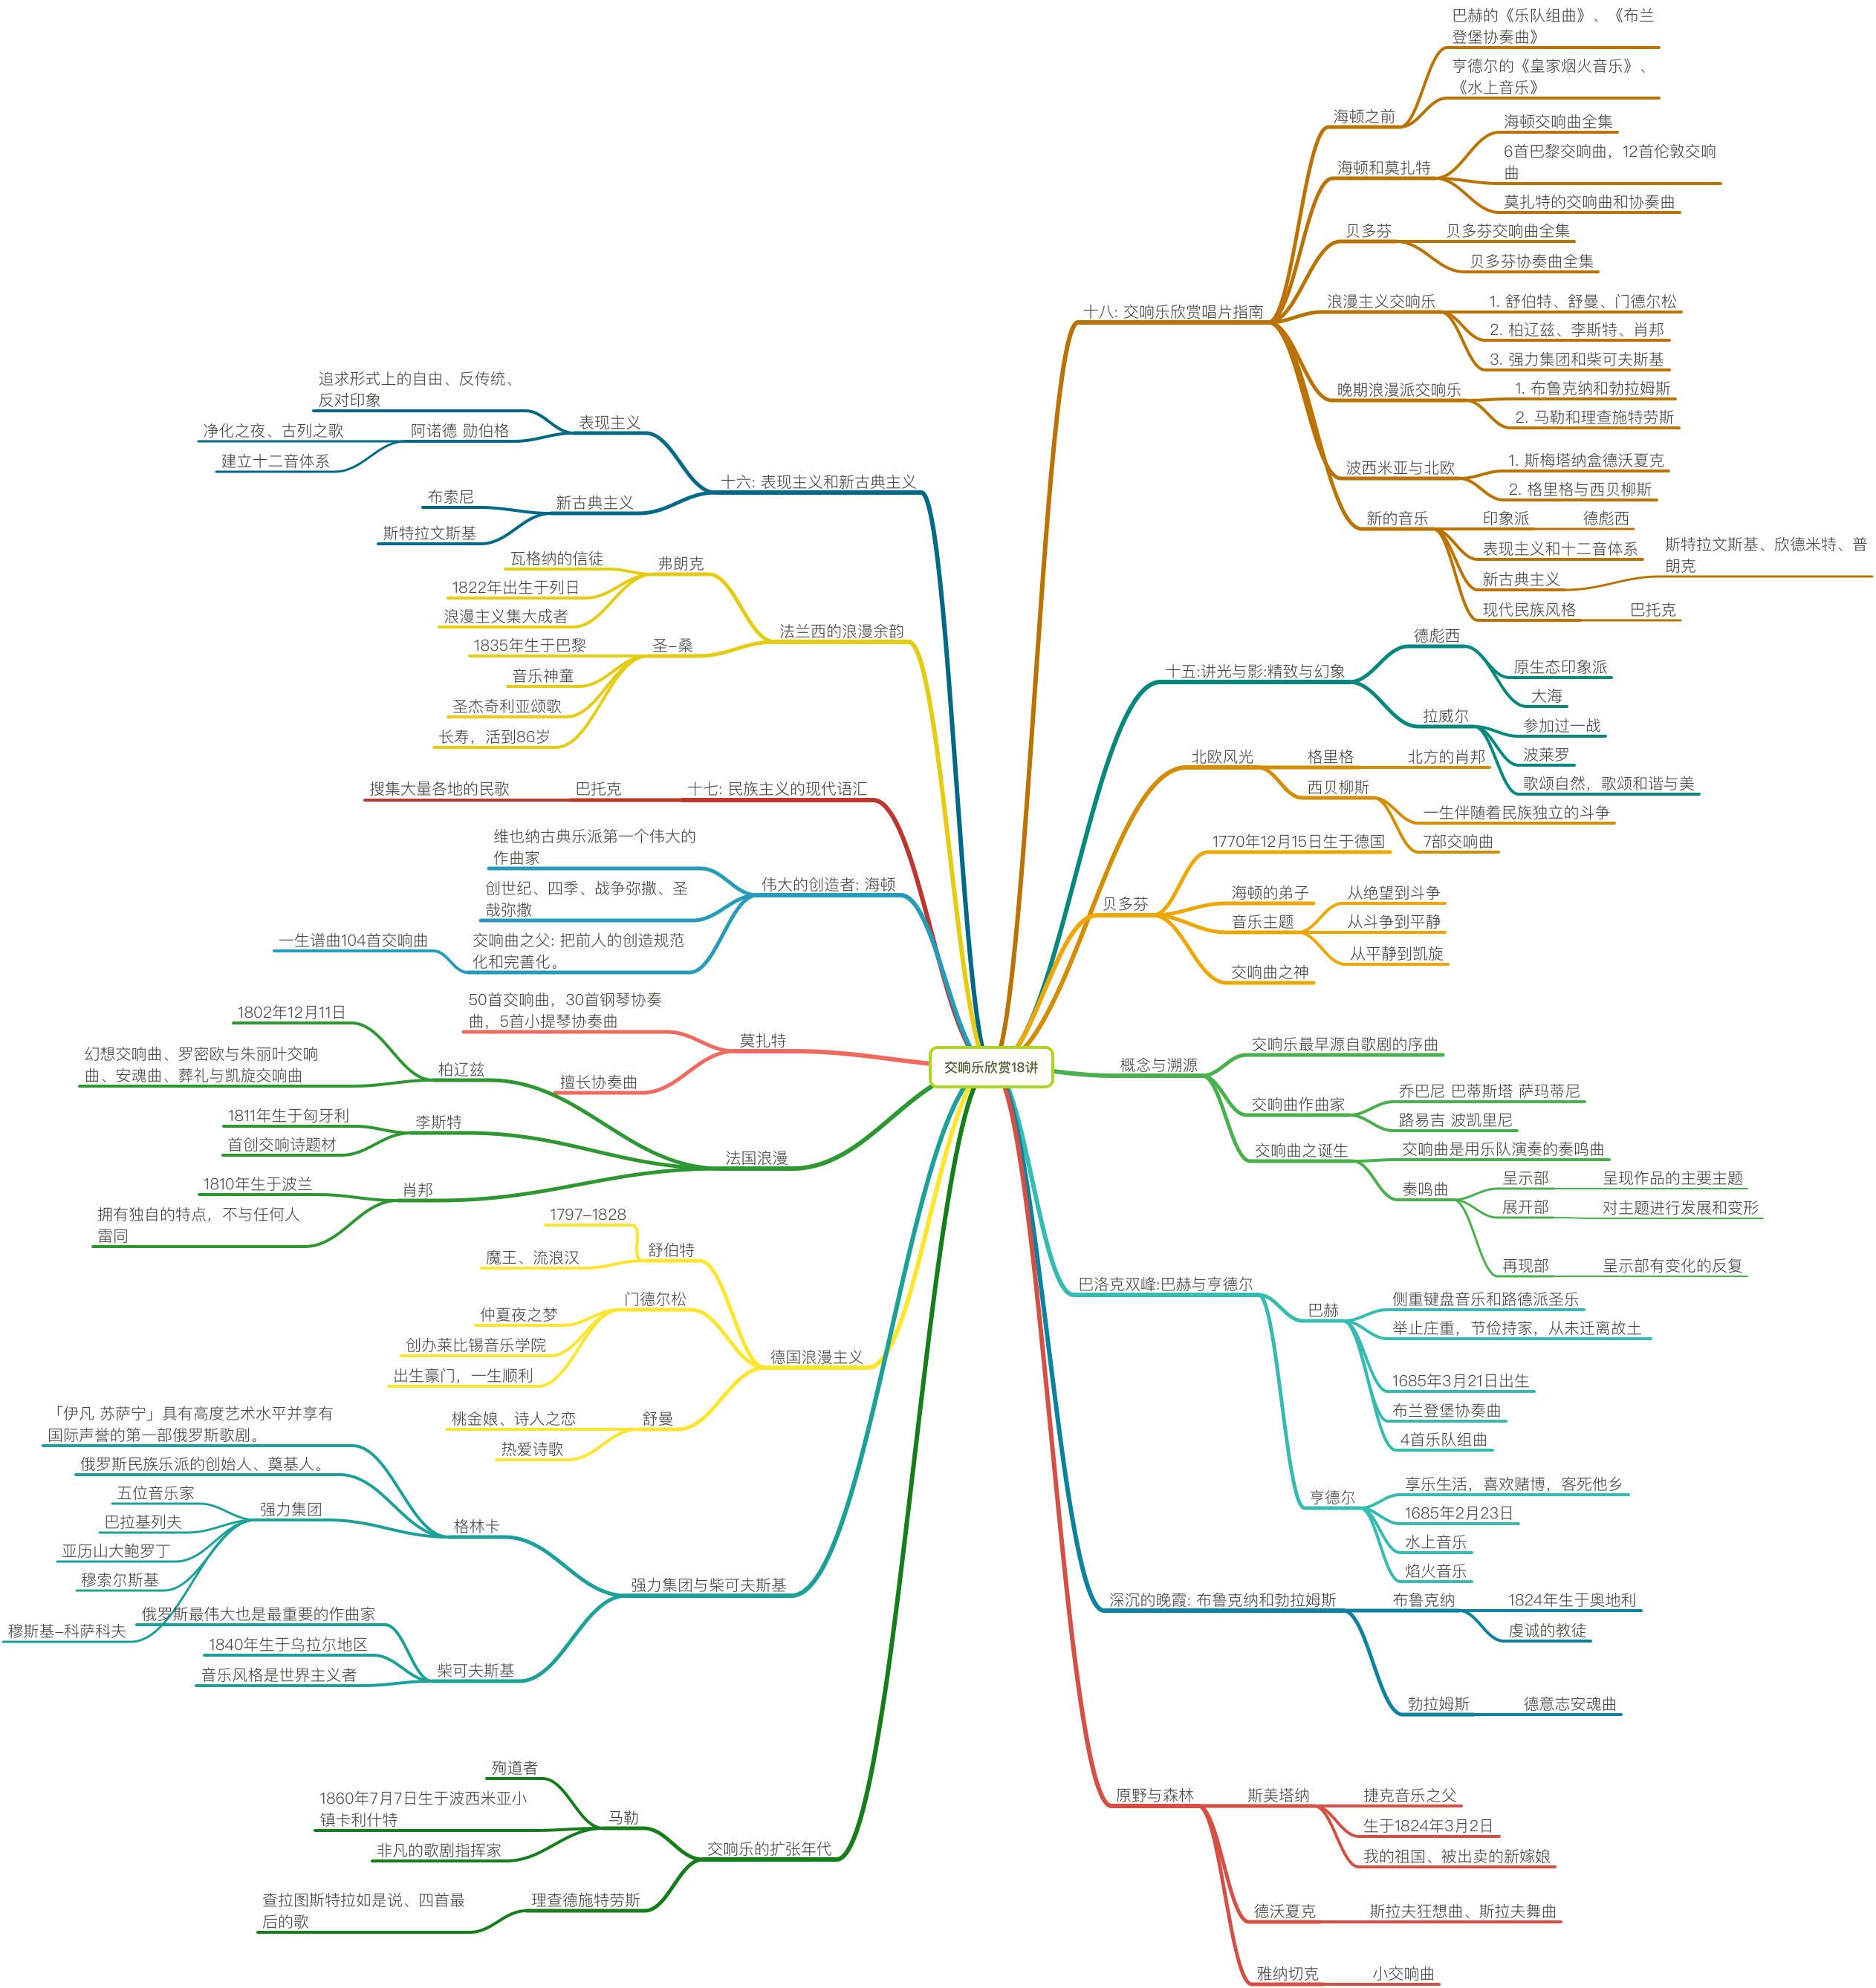 交响乐欣赏18讲
十八: 交响乐欣赏唱片指南
海顿之前
巴赫的《乐队组曲》、《布兰
登堡协奏曲》
亨德尔的《皇家烟火音乐》、
《水上音乐》
海顿和莫扎特
海顿交响曲全集
6首巴黎交响曲，12首伦敦交响
曲
莫扎特的交响曲和协奏曲
贝多芬
贝多芬交响曲全集
贝多芬协奏曲全集
浪漫主义交响乐
1. 舒伯特、舒曼、门德尔松
2. 柏辽兹、李斯特、肖邦
3. 强力集团和柴可夫斯基
晚期浪漫派交响乐
1. 布鲁克纳和勃拉姆斯
2. 马勒和理查施特劳斯
波西米亚与北欧
1. 斯梅塔纳盒德沃夏克
2. 格里格与西贝柳斯
新的音乐
印象派
德彪西
表现主义和十二音体系
新古典主义
斯特拉文斯基、欣德米特、普
朗克
现代民族风格
巴托克
十五:讲光与影:精致与幻象
德彪西
原生态印象派
大海
拉威尔
参加过一战
波莱罗
歌颂自然，歌颂和谐与美
北欧风光
格里格
北方的肖邦
西贝柳斯
一生伴随着民族独立的斗争
7部交响曲
贝多芬
1770年12月15日生于德国
海顿的弟子
音乐主题
从绝望到斗争
从斗争到平静
从平静到凯旋
交响曲之神
概念与溯源
交响乐最早源自歌剧的序曲
交响曲作曲家
乔巴尼 巴蒂斯塔 萨玛蒂尼
路易吉 波凯里尼
交响曲之诞生
交响曲是用乐队演奏的奏鸣曲
奏鸣曲
呈示部
呈现作品的主要主题
展开部
对主题进行发展和变形
再现部
呈示部有变化的反复
巴洛克双峰:巴赫与亨德尔
巴赫
侧重键盘音乐和路德派圣乐
举止庄重，节俭持家，从未迁离故土
1685年3月21日出生
布兰登堡协奏曲
4首乐队组曲
亨德尔
享乐生活，喜欢赌博，客死他乡
1685年2月23日
水上音乐
焰火音乐
深沉的晚霞: 布鲁克纳和勃拉姆斯
布鲁克纳
1824年生于奥地利
虔诚的教徒
勃拉姆斯
德意志安魂曲
原野与森林
斯美塔纳
捷克音乐之父
生于1824年3月2日
我的祖国、被出卖的新嫁娘
德沃夏克
斯拉夫狂想曲、斯拉夫舞曲
雅纳切克
小交响曲
十六: 表现主义和新古典主义
表现主义
追求形式上的自由、反传统、
反对印象
阿诺德 勋伯格
净化之夜、古列之歌
建立十二音体系
新古典主义
布索尼
斯特拉文斯基
法兰西的浪漫余韵
弗朗克
瓦格纳的信徒
1822年出生于列日
浪漫主义集大成者
圣–桑
1835年生于巴黎
音乐神童
圣杰奇利亚颂歌
长寿，活到86岁
十七: 民族主义的现代语汇
巴托克
搜集大量各地的民歌
伟大的创造者: 海顿
维也纳古典乐派第一个伟大的
作曲家
创世纪、四季、战争弥撒、圣
哉弥撒
交响曲之父: 把前人的创造规范
化和完善化。
一生谱曲104首交响曲
莫扎特
50首交响曲，30首钢琴协奏
曲，5首小提琴协奏曲
擅长协奏曲
法国浪漫
柏辽兹
1802年12月11日
幻想交响曲、罗密欧与朱丽叶交响
曲、安魂曲、葬礼与凯旋交响曲
李斯特
1811年生于匈牙利
首创交响诗题材
肖邦
1810年生于波兰
拥有独自的特点，不与任何人
雷同
德国浪漫主义
舒伯特
1797–1828
魔王、流浪汉
门德尔松
仲夏夜之梦
创办莱比锡音乐学院
出生豪门，一生顺利
舒曼
桃金娘、诗人之恋
热爱诗歌
强力集团与柴可夫斯基
格林卡
「伊凡 苏萨宁」具有高度艺术水平并享有
国际声誉的第一部俄罗斯歌剧。
俄罗斯民族乐派的创始人、奠基人。
强力集团
五位音乐家
巴拉基列夫
亚历山大鲍罗丁
穆索尔斯基
穆斯基–科萨科夫
柴可夫斯基
俄罗斯最伟大也是最重要的作曲家
1840年生于乌拉尔地区
音乐风格是世界主义者
交响乐的扩张年代
马勒
殉道者
1860年7月7日生于波西米亚小
镇卡利什特
非凡的歌剧指挥家
理查德施特劳斯
查拉图斯特拉如是说、四首最
后的歌